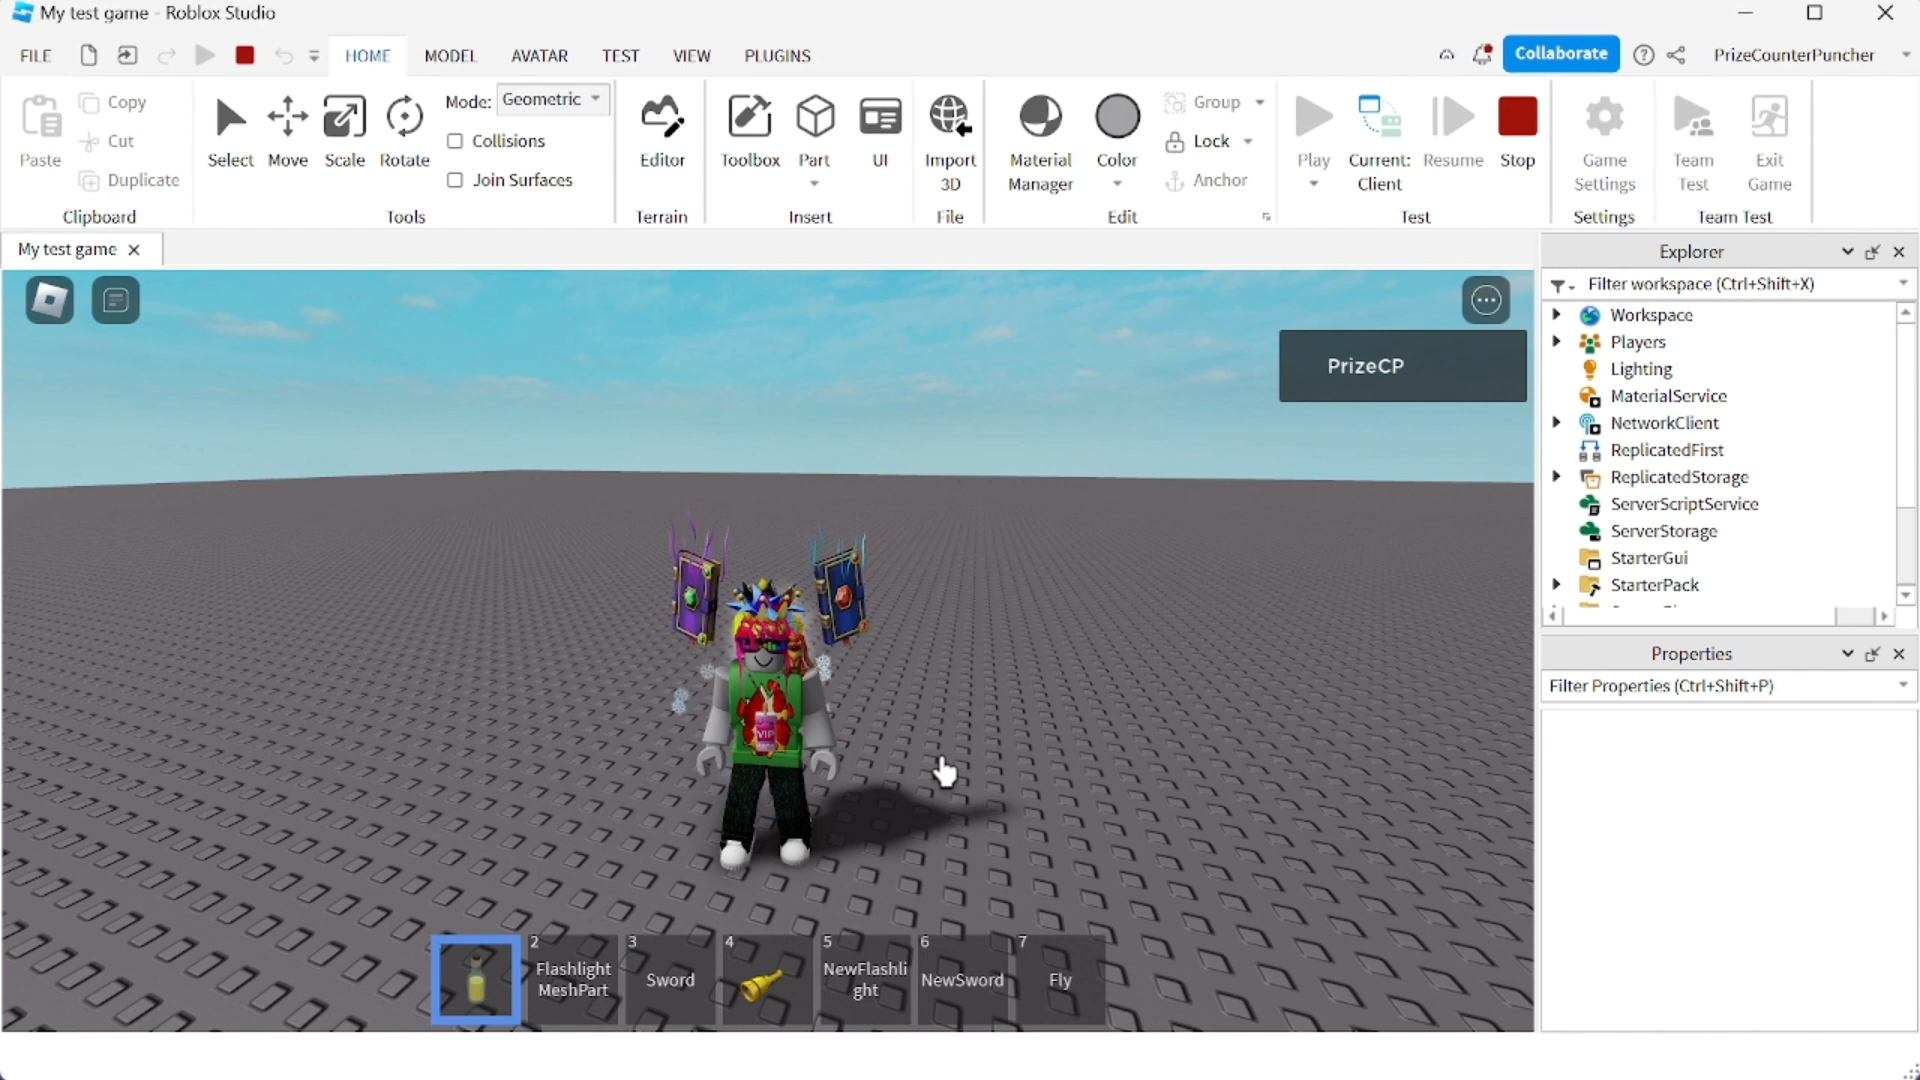 My test game - Roblox Studio
FILE HOME MODEL AVATAR TEST VIEW PLUGINS Collaborate PrizeCounterPuncher
Paste
Copy
Cut
Duplicate
Clipboard
Select Move Scale Rotate
Mode: Geometric
Collisions
Join Surfaces
Tools
Editor
Terrain
Toolbox Part UI
Insert
Import
3D
File
Material
Manager
Color
Group
Lock
Anchor
Edit
Play
Current:
Client
Resume Stop
Test
Game
Settings
Settings
Team
Test
Exit
Game
Team Test
My test game
PrizeCP
VIP
2
Flashlight
MeshPart
3
Sword
4
5
NewFlashli
ght
6
NewSword
7
Fly
Explorer
Filter workspace (Ctrl+Shift+X)
Workspace
Players
Lighting
MaterialService
NetworkClient
ReplicatedFirst
ReplicatedStorage
ServerScriptService
ServerStorage
StarterGui
StarterPack
Properties
Filter Properties (Ctrl+Shift+P)